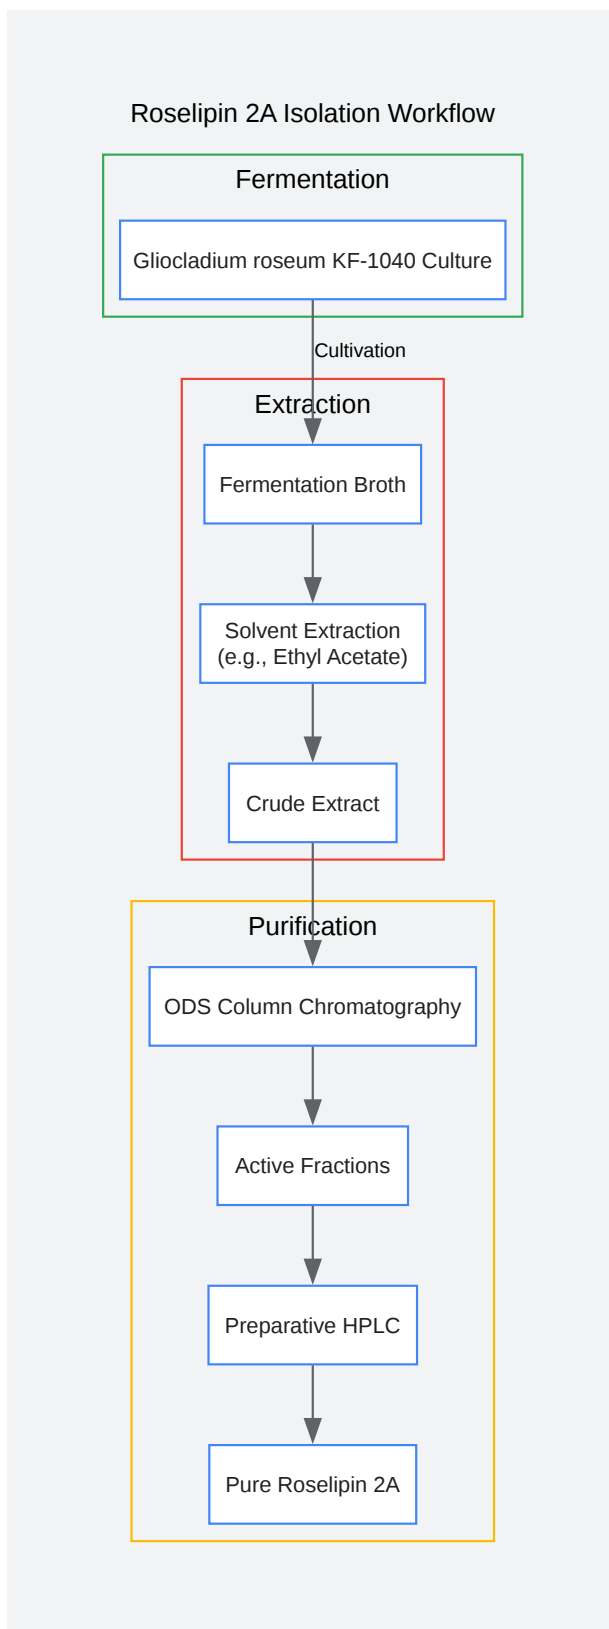 Roselipin 2A Isolation Workflow
Fermentation
Gliocladium roseum KF-1040 Culture
Cultivation
Extraction
Fermentation Broth
Solvent Extraction
(e.g., Ethyl Acetate)
Crude Extract
Purification
ODS Column Chromatography
Active Fractions
Preparative HPLC
Pure Roselipin 2A